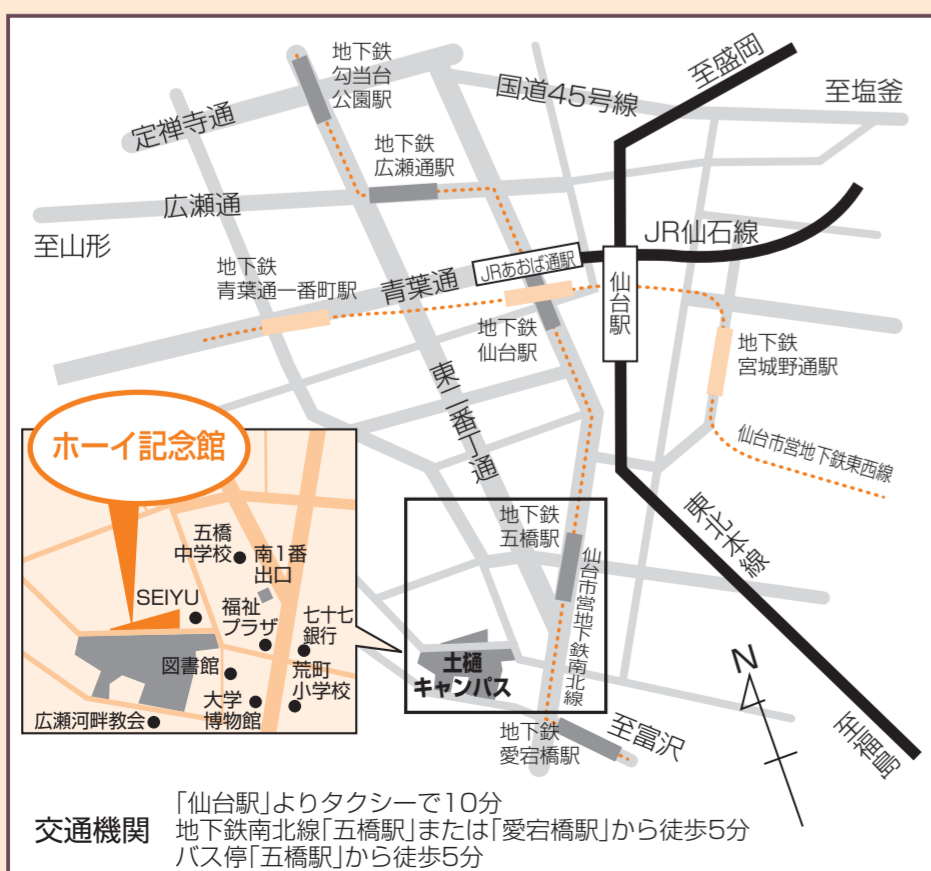 地下鉄
勾当台
公園駅
至盛岡
国道45号線
至塩釜
定禅寺通
地下鉄
広瀬通駅
広瀬通
至山形
JR仙石線
地下鉄
青葉通一番町駅
青葉通
JRあおば通駅
仙台駅
地下鉄
仙台駅
地下鉄
宮城野通駅
東二番丁通
仙台市営地下鉄東西線
ホーイ記念館
地下鉄
五橋駅
東北本線
仙台市営地下鉄南北線
五橋
中学校
南1番
出口
SEIYU
福祉
プラザ
七十七
銀行
図書館
荒町
小学校
大学
博物館
広瀬河畔教会
土樋
キャンパス
N
地下鉄
愛宕橋駅
至富沢
至福島
交通機関
「仙台駅」よりタクシーで10分
地下鉄南北線「五橋駅」または「愛宕橋駅」から徒歩5分
バス停「五橋駅」から徒歩5分